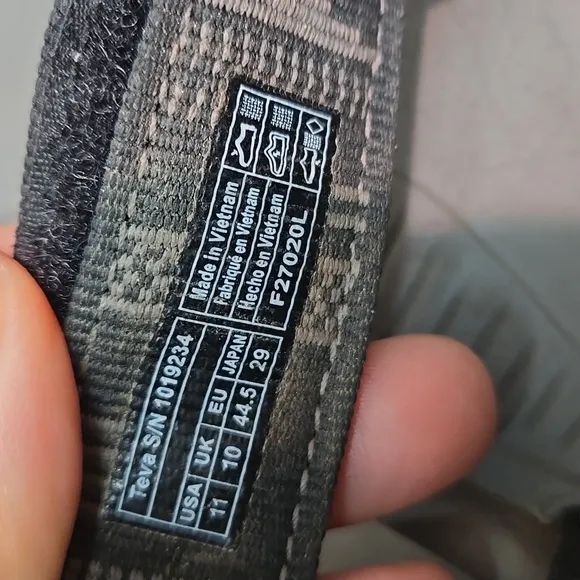 Teva S/N 1019234
USA UK EU JAPAN
11 10 44.5 29
Made in Vietnam
Fabriqué en Vietnam
Hecho en Vietnam
F27020L